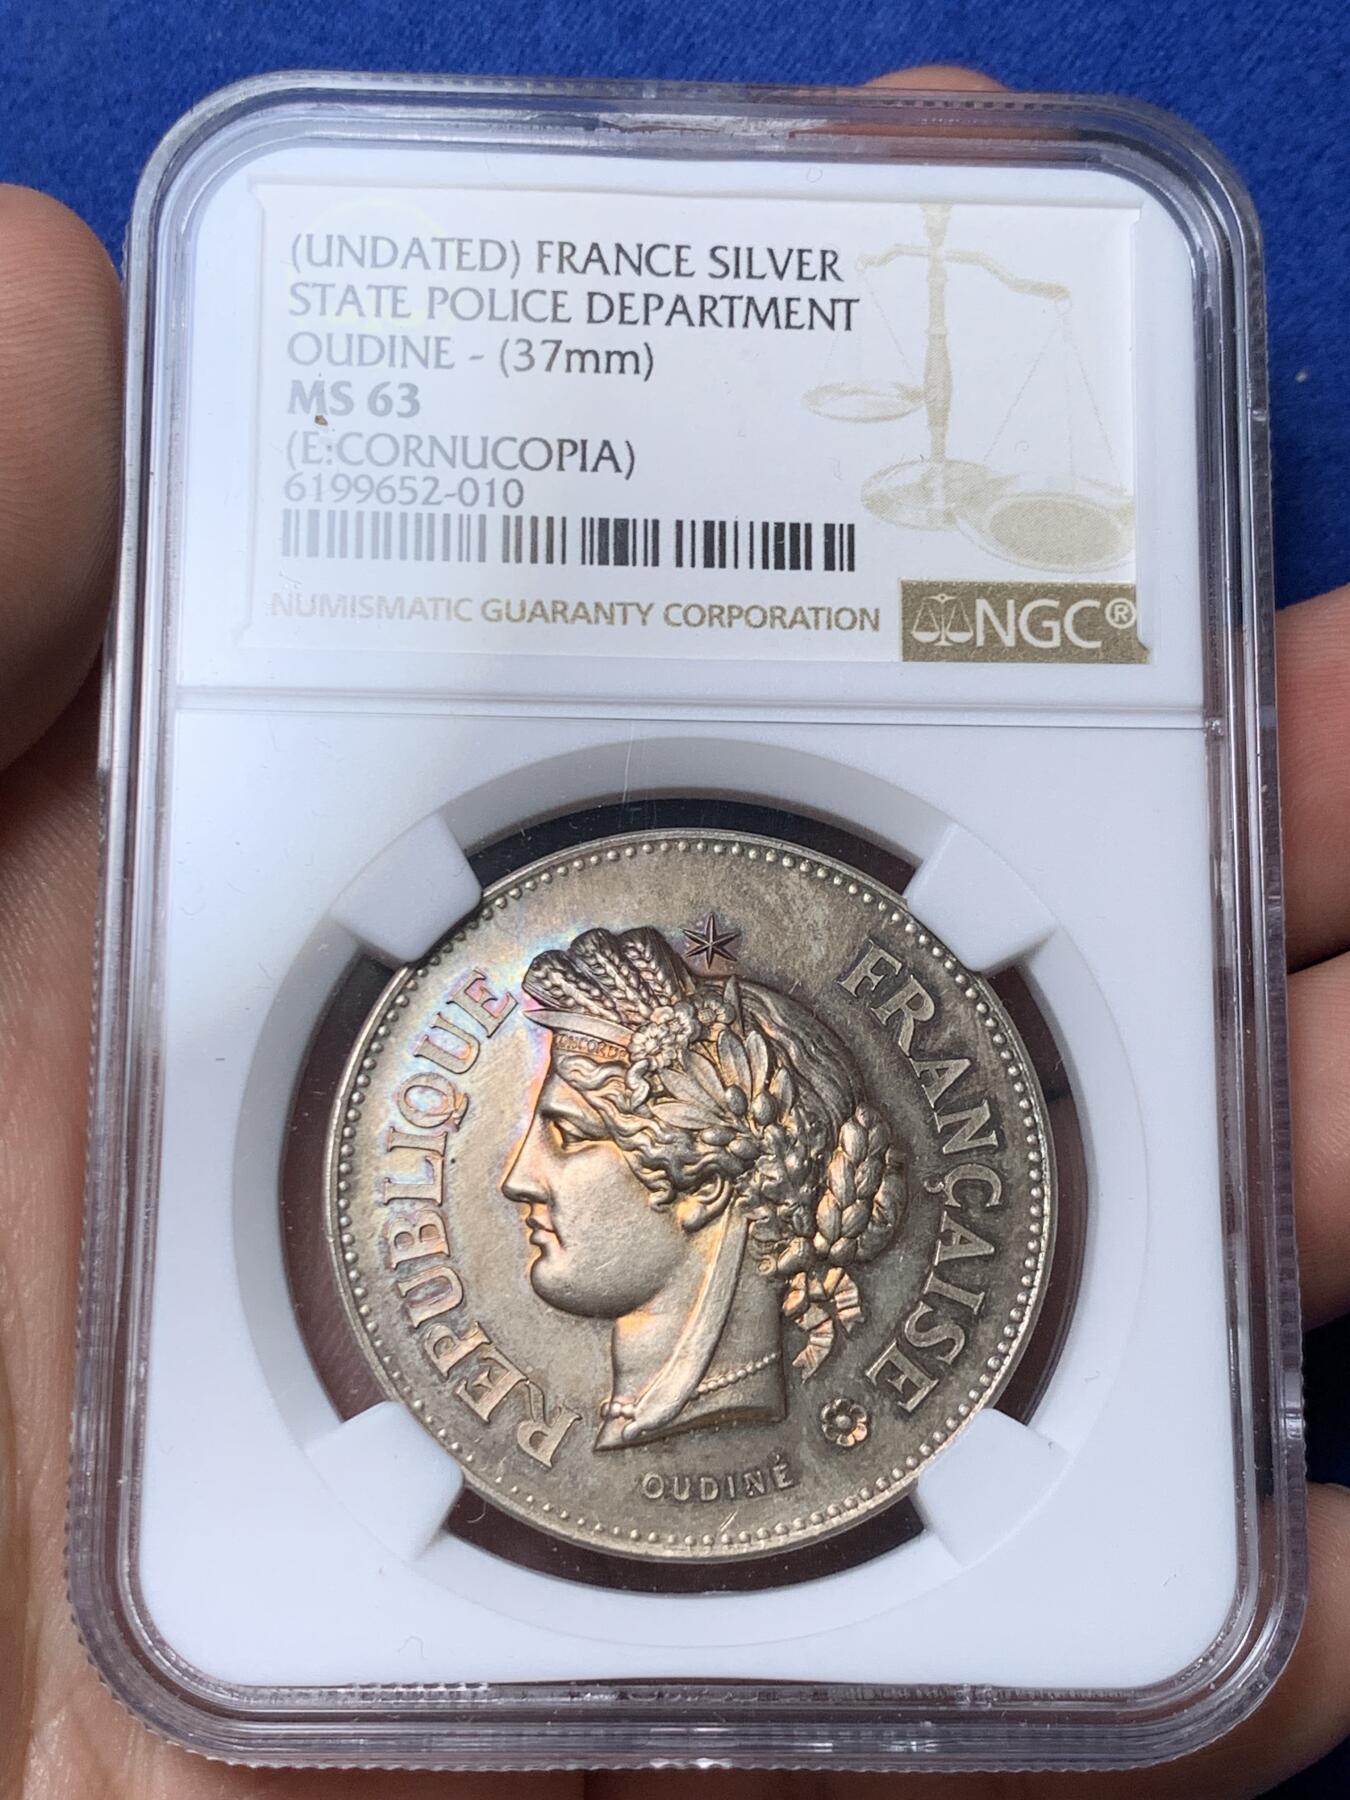 (UNDATED) FRANCE SILVER
STATE POLICE DEPARTMENT
OUDINE - (37mm)
MS 63
(E:CORNUCOPIA)
6199652-010
NUMISMATIC GUARANTY CORPORATION
NGC®
REPUBLIQUE FRANÇAISE
CONCORDE
OUDINÉ